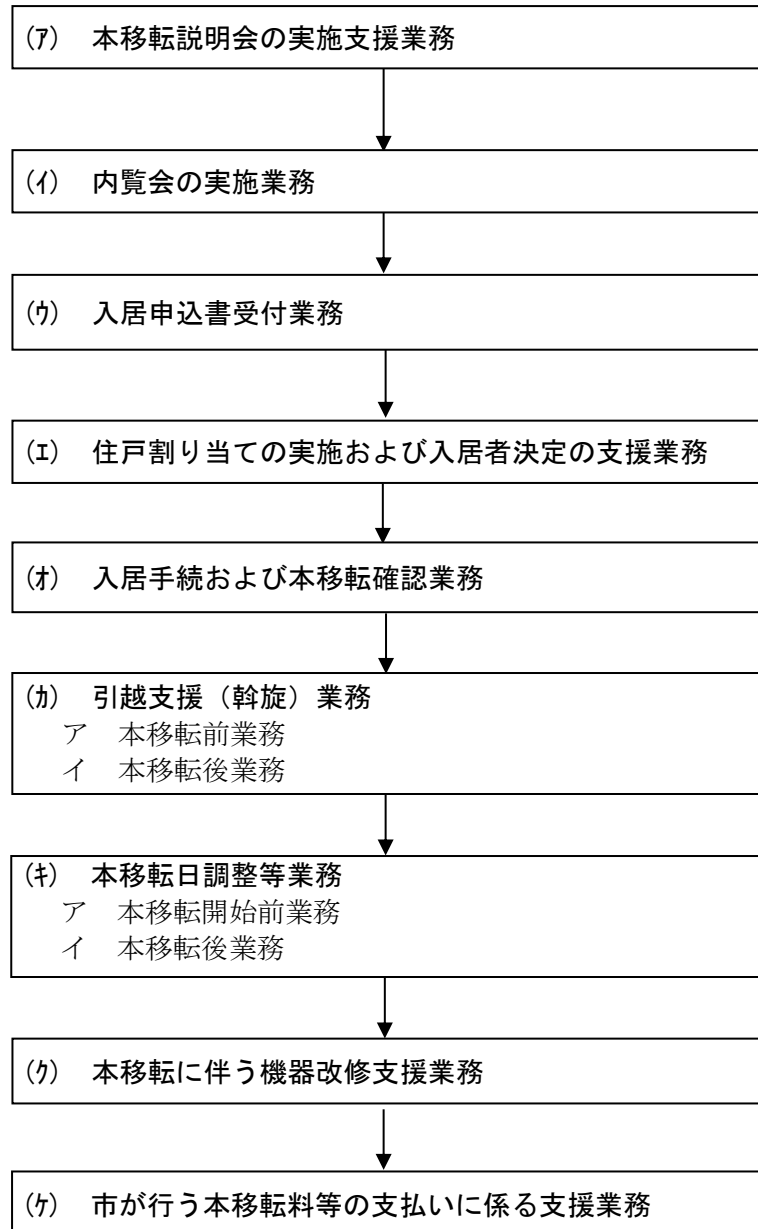 (ｱ) 本移転説明会の実施支援業務
(ｲ) 内覧会の実施業務
(ｳ) 入居申込書受付業務
(ｴ) 住戸割り当ての実施および入居者決定の支援業務
(ｵ) 入居手続および本移転確認業務
(ｶ) 引越支援（斡旋）業務
ア 本移転前業務
イ 本移転後業務
(ｷ) 本移転日調整等業務
ア 本移転開始前業務
イ 本移転後業務
(ｸ) 本移転に伴う機器改修支援業務
(ｹ) 市が行う本移転料等の支払いに係る支援業務